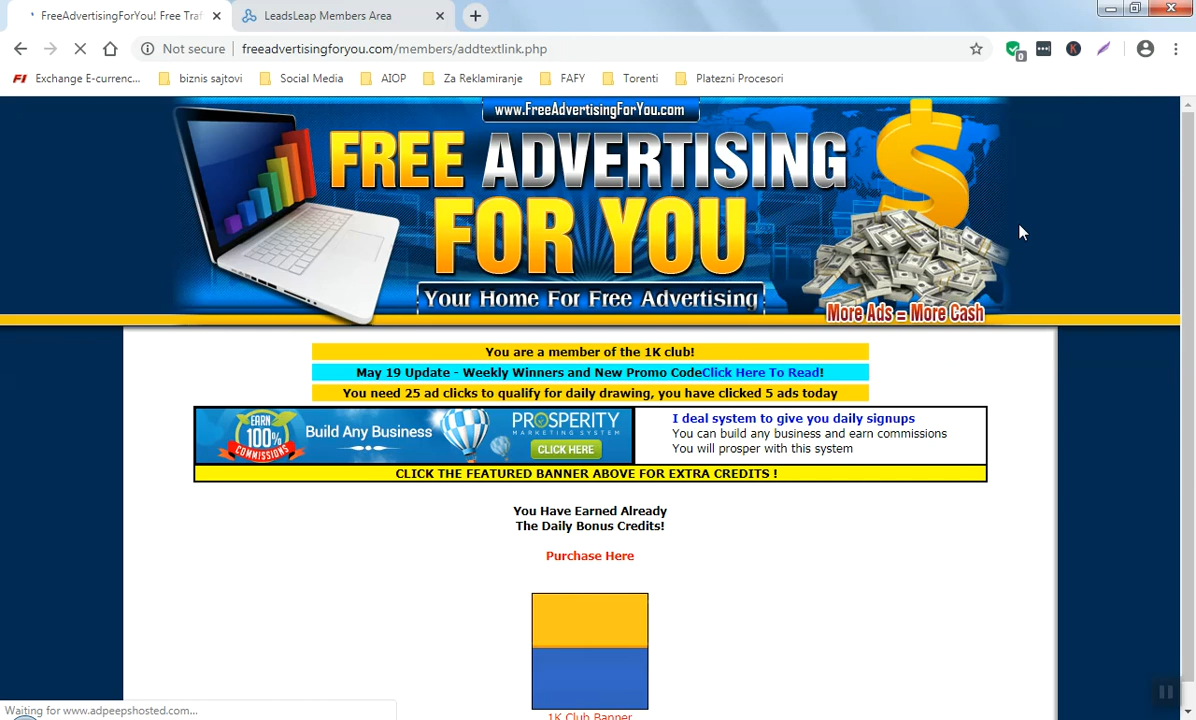 FreeAdvertisingForYou! Free Traf
LeadsLeap Members Area
Not secure
freeadvertisingforyou.com/members/addtextlink.php
0
FI Exchange E-currenc...
biznis sajtovi
Social Media
AIOP
Za Reklamiranje
FAFY
Torenti
Platezni Procesori
www.FreeAdvertisingForYou.com
FREE ADVERTISING
FOR YOU
Your Home For Free Advertising
$
More Ads = More Cash
You are a member of the 1K club!
May 19 Update - Weekly Winners and New Promo CodeClick Here To Read!
You need 25 ad clicks to qualify for daily drawing, you have clicked 5 ads today
EARN
100%
COMMISSIONS
Build Any Business
PROSPERITY
MARKETING SYSTEM
CLICK HERE
I deal system to give you daily signups
You can build any business and earn commissions
You will prosper with this system
CLICK THE FEATURED BANNER ABOVE FOR EXTRA CREDITS !
You Have Earned Already
The Daily Bonus Credits!
Purchase Here
1K Club Banner
Waiting for www.adpeepshosted.com...